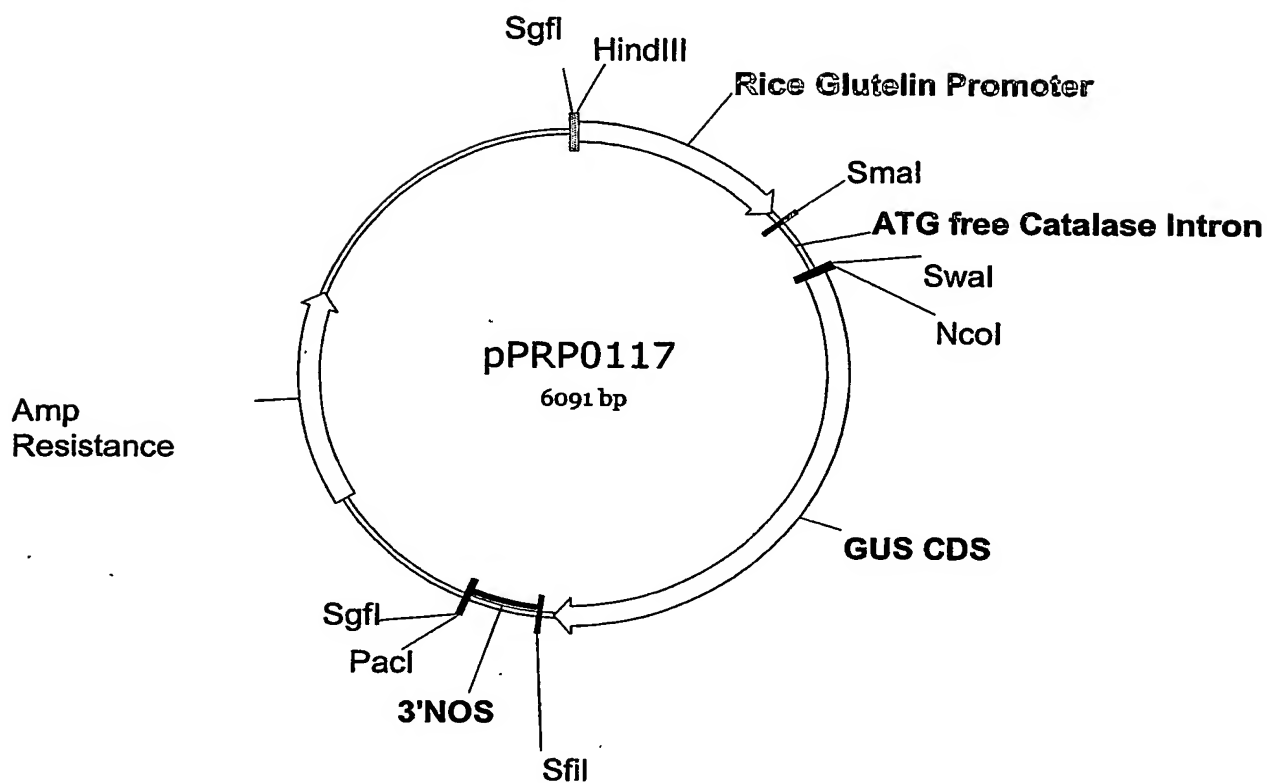 SgfI
HindIII
Rice Glutelin Promoter
SmaI
ATG free Catalase Intron
SwaI
NcoI
pPRP0117
6091 bp
Amp
Resistance
GUS CDS
SgfI
PacI
3'NOS
SfiI